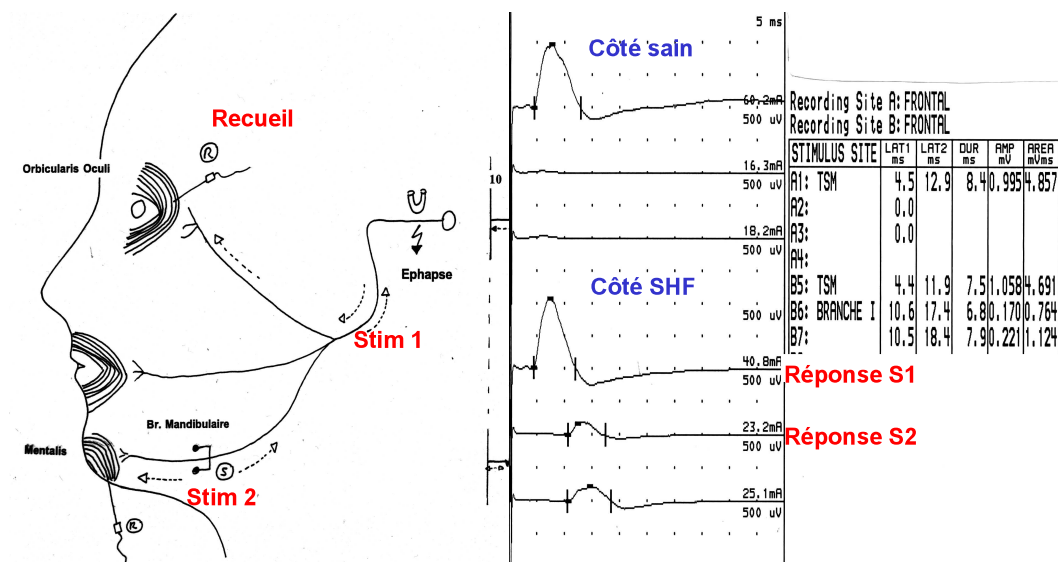 Recueil
R
Orbicularis Oculi
Ephapse
Stim 1
Br. Mandibulaire
Mentalis
S
Stim 2
R
10
5 ms
Côté sain
60.2mA
500 uV
16.3mA
500 uV
18.2mA
500 uV
Côté SHF
500 uV
40.8mA
500 uV
Réponse S1
23.2mA
500 uV
Réponse S2
25.1mA
500 uV
Recording Site A: FRONTAL
Recording Site B: FRONTAL
STIMULUS SITE LAT1 ms LAT2 ms DUR ms AMP mV AREA mVms
A1: TSM 4.5 12.9 8.4 0.995 4.857
A2: 0.0
A3: 0.0
A4:
B5: TSM 4.4 11.9 7.5 1.058 4.691
B6: BRANCHE I 10.6 17.4 6.8 0.170 0.764
B7: 10.5 18.4 7.9 0.221 1.124